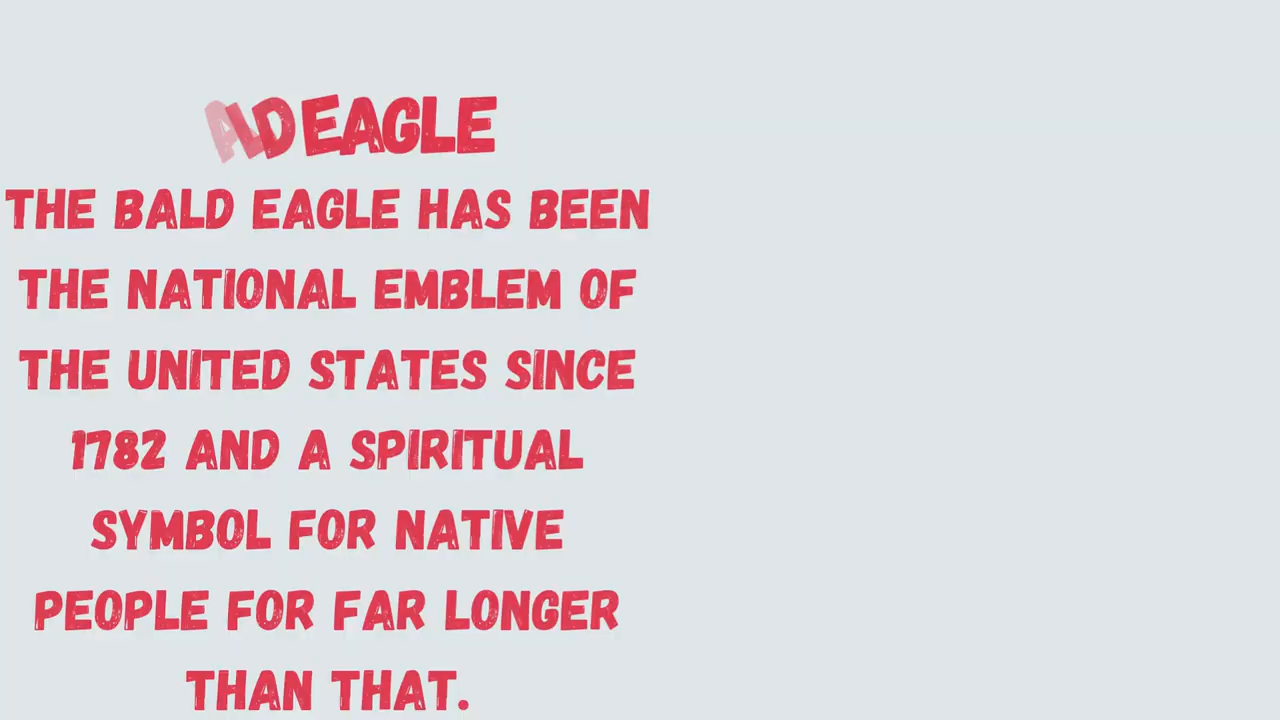 ALD EAGLE
THE BALD EAGLE HAS BEEN
THE NATIONAL EMBLEM OF
THE UNITED STATES SINCE
1782 AND A SPIRITUAL
SYMBOL FOR NATIVE
PEOPLE FOR FAR LONGER
THAN THAT.